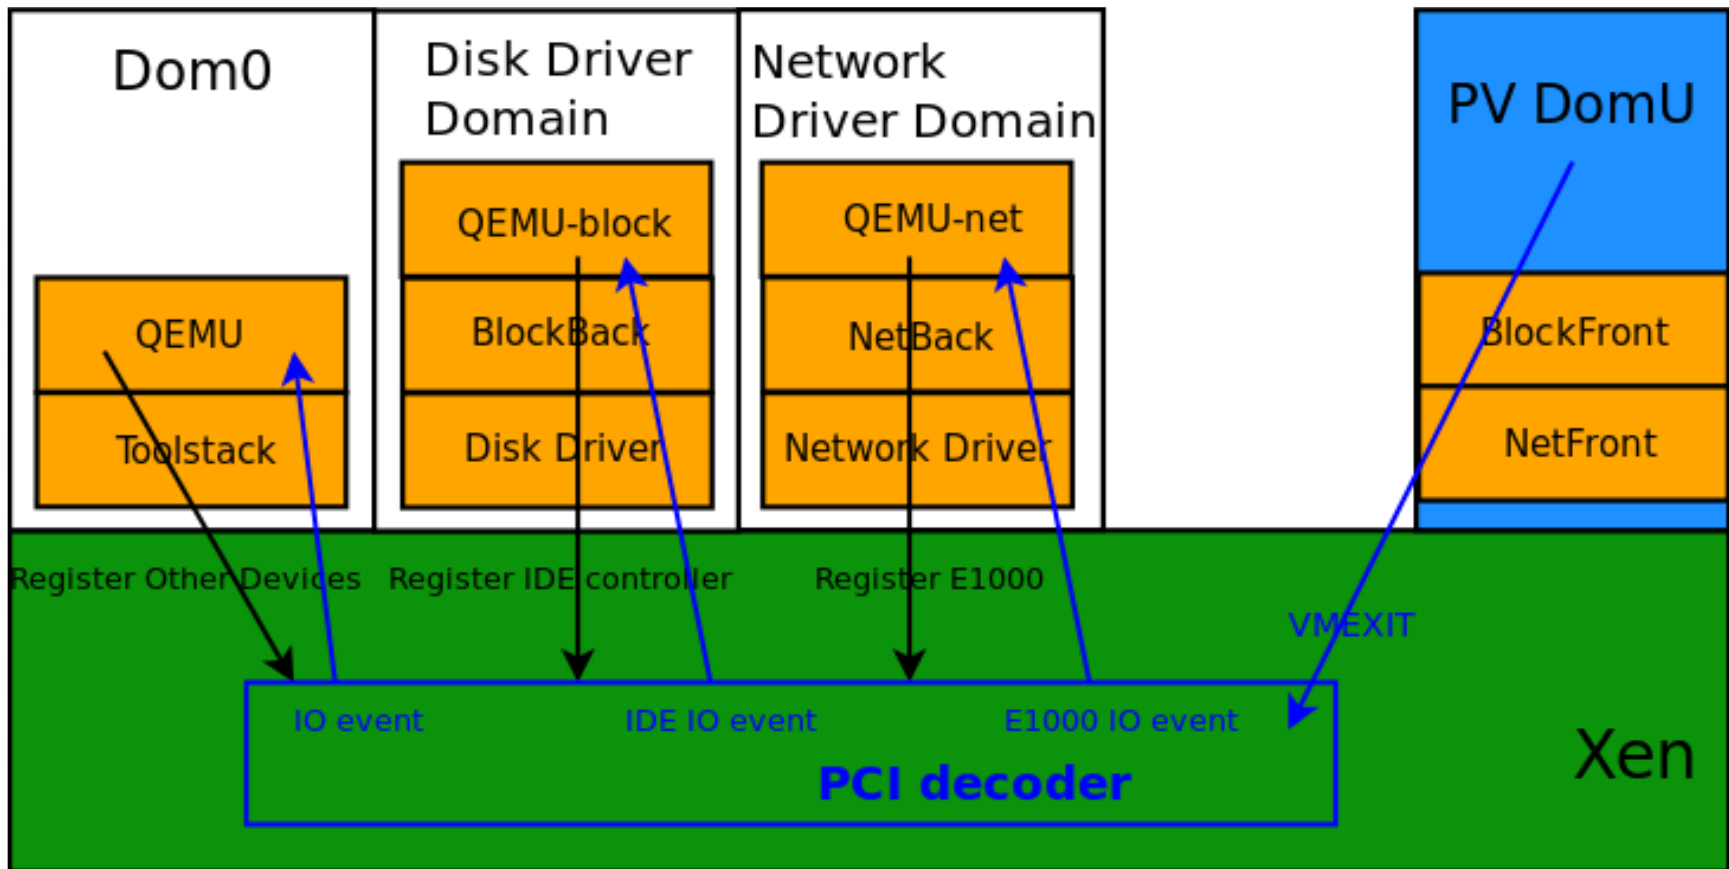 Dom0
Disk Driver
Domain
Network
Driver Domain
PV DomU
QEMU
Toolstack
QEMU-block
BlockBack
Disk Driver
QEMU-net
NetBack
Network Driver
BlockFront
NetFront
Register Other Devices
Register IDE controller
Register E1000
VMEXIT
IO event
IDE IO event
E1000 IO event
PCI decoder
Xen